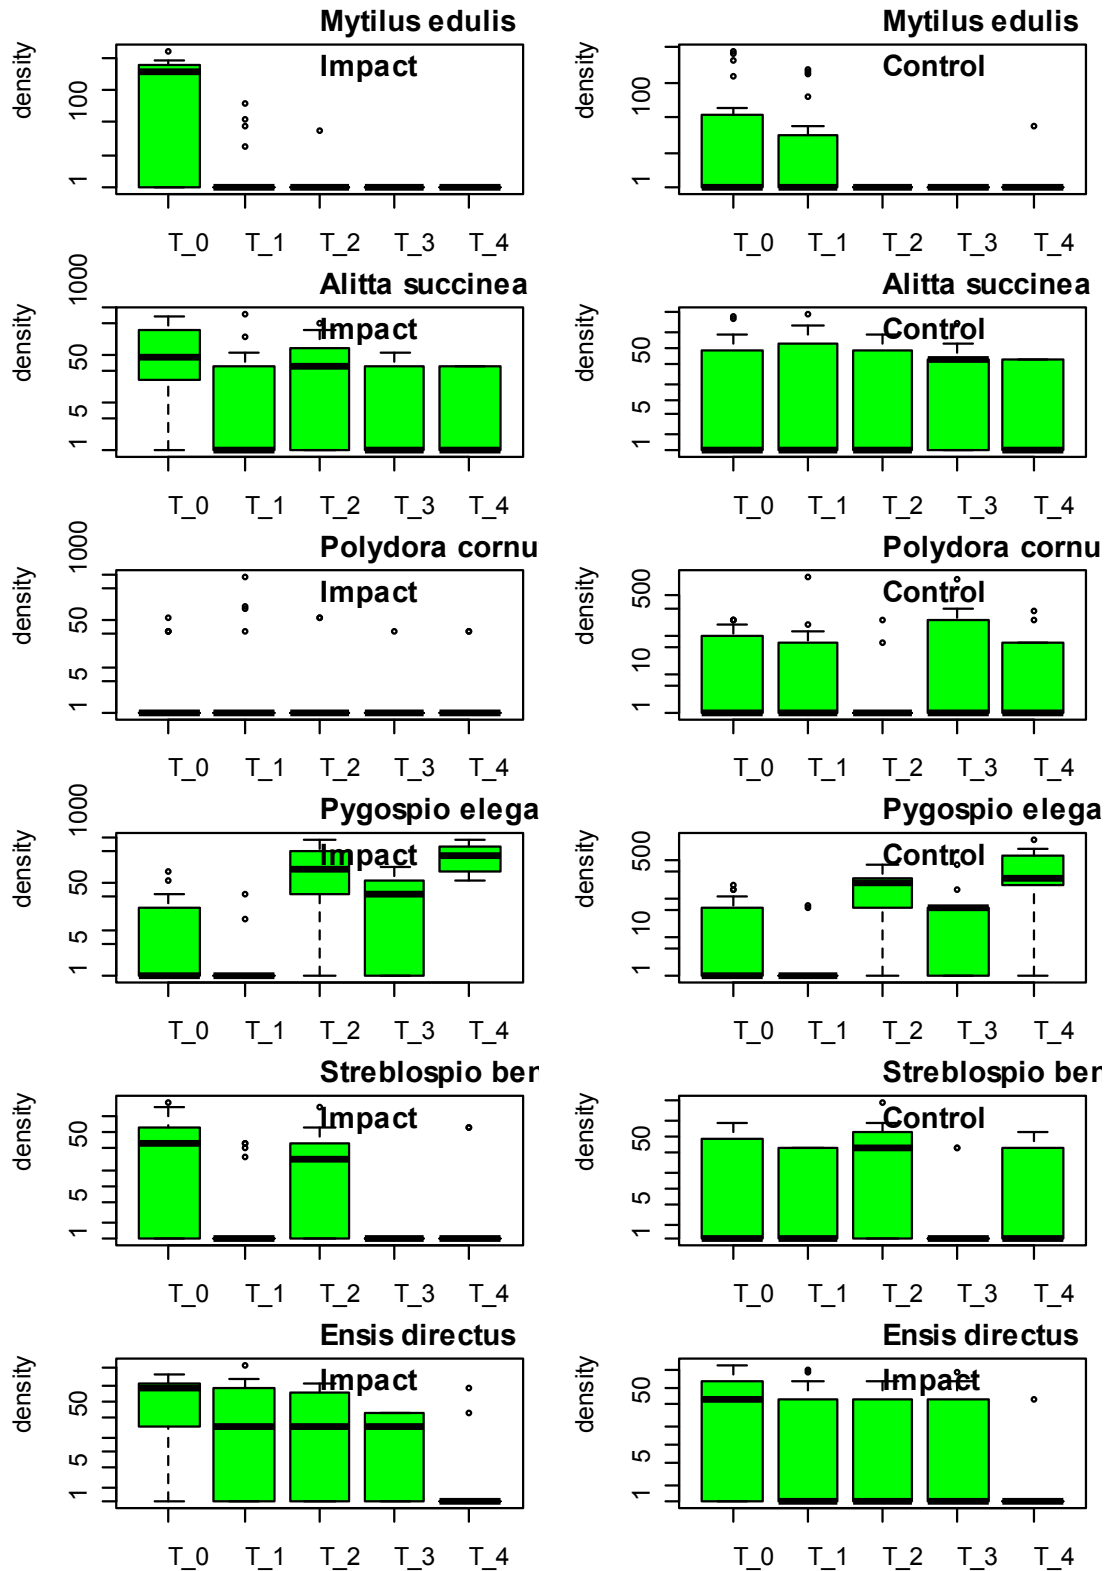 Mytilus edulis
Impact
density
100
1
T_0 T_1 T_2 T_3 T_4
Mytilus edulis
Control
density
100
1
T_0 T_1 T_2 T_3 T_4
Alitta succinea
Impact
density
1000
50
5
1
T_0 T_1 T_2 T_3 T_4
Alitta succinea
Control
density
50
5
1
T_0 T_1 T_2 T_3 T_4
Polydora cornu
Impact
density
1000
50
5
1
T_0 T_1 T_2 T_3 T_4
Polydora cornu
Control
density
500
10
1
T_0 T_1 T_2 T_3 T_4
Pygospio elega
Impact
density
1000
50
5
1
T_0 T_1 T_2 T_3 T_4
Pygospio elega
Control
density
500
10
1
T_0 T_1 T_2 T_3 T_4
Streblospio ben
Impact
density
50
5
1
T_0 T_1 T_2 T_3 T_4
Streblospio ben
Control
density
50
5
1
T_0 T_1 T_2 T_3 T_4
Ensis directus
Impact
density
50
5
1
T_0 T_1 T_2 T_3 T_4
Ensis directus
Impact
density
50
5
1
T_0 T_1 T_2 T_3 T_4